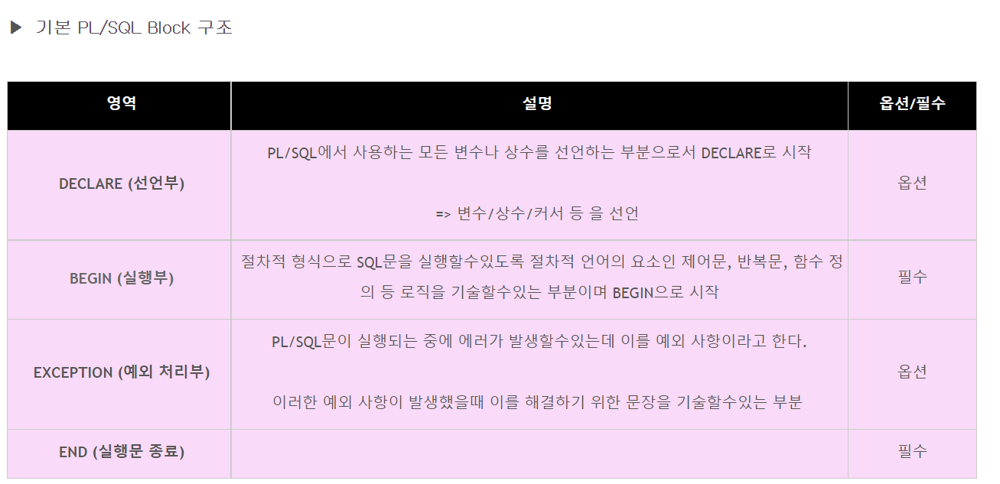 ▶ 기본 PL/SQL Block 구조
영역 설명 옵션/필수
DECLARE (선언부)
PL/SQL에서 사용하는 모든 변수나 상수를 선언하는 부분으로서 DECLARE로 시작
=> 변수/상수/커서 등 을 선언
옵션
BEGIN (실행부)
절차적 형식으로 SQL문을 실행할수있도록 절차적 언어의 요소인 제어문, 반복문, 함수 정
의 등 로직을 기술할수있는 부분이며 BEGIN으로 시작
필수
EXCEPTION (예외 처리부)
PL/SQL문이 실행되는 중에 에러가 발생할수있는데 이를 예외 사항이라고 한다.
이러한 예외 사항이 발생했을때 이를 해결하기 위한 문장을 기술할수있는 부분
옵션
END (실행문 종료)
필수